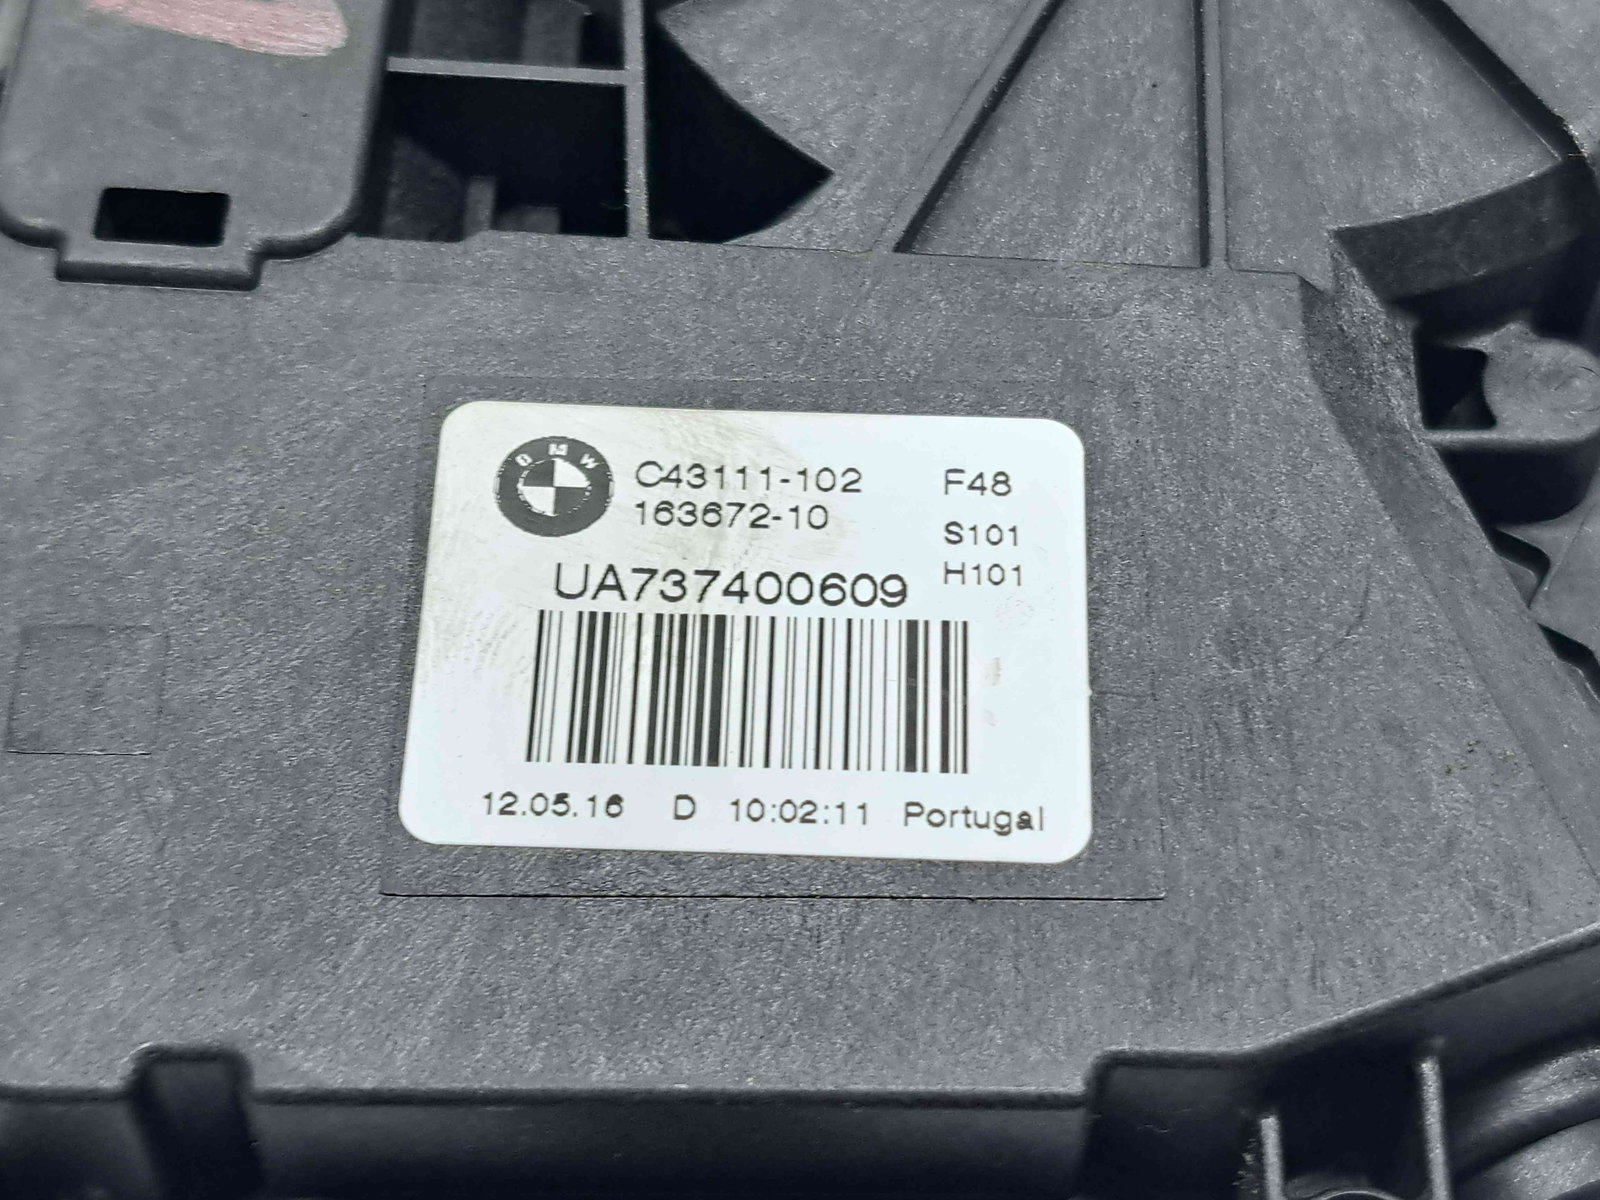 BMW
C43111-102 F48
163672-10 S101
UA737400609 H101
12.05.16 D 10:02:11 Portugal